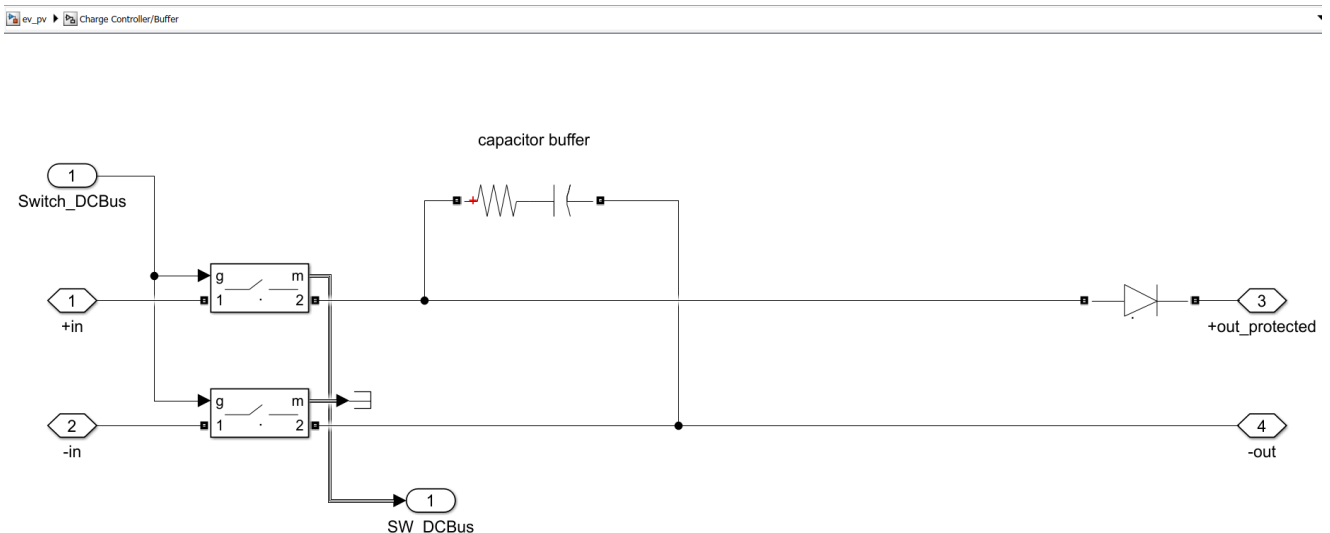 ev_pv Charge Controller/Buffer
capacitor buffer
1
Switch_DCBus
g m
1 2
1
+in
3
+out_protected
g m
1 2
2
-in
4
-out
1
SW_DCBus